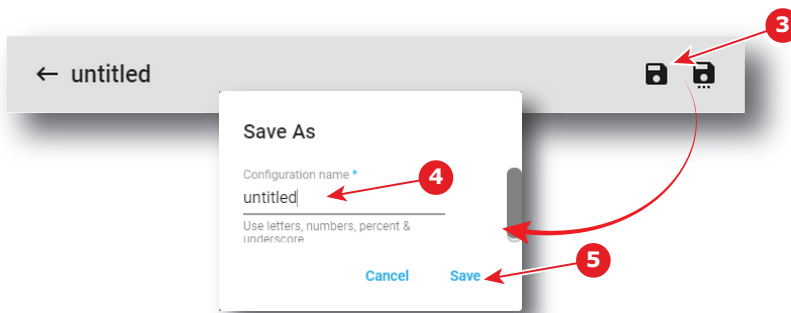 3
← untitled
Save As
Configuration name *
4
untitled
Use letters, numbers, percent &
underscore
5
Cancel Save